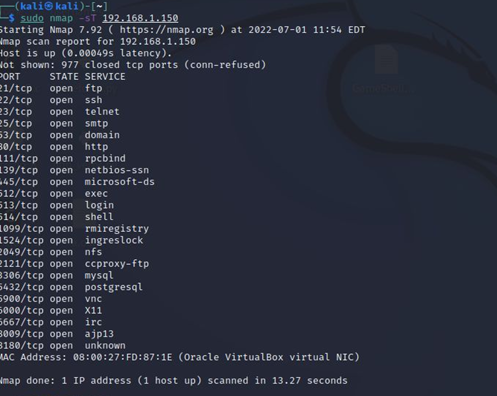 ┌──(kali㉿kali)-[~]
└─$ sudo nmap -sT 192.168.1.150
Starting Nmap 7.92 ( https://nmap.org ) at 2022-07-01 11:54 EDT
Nmap scan report for 192.168.1.150
Host is up (0.00049s latency).
Not shown: 977 closed tcp ports (conn-refused)
PORT     STATE SERVICE
21/tcp   open  ftp
22/tcp   open  ssh
23/tcp   open  telnet
25/tcp   open  smtp
53/tcp   open  domain
80/tcp   open  http
111/tcp  open  rpcbind
139/tcp  open  netbios-ssn
445/tcp  open  microsoft-ds
512/tcp  open  exec
513/tcp  open  login
514/tcp  open  shell
1099/tcp open  rmiregistry
1524/tcp open  ingreslock
2049/tcp open  nfs
2121/tcp open  ccproxy-ftp
3306/tcp open  mysql
5432/tcp open  postgresql
5900/tcp open  vnc
6000/tcp open  X11
6667/tcp open  irc
8009/tcp open  ajp13
8180/tcp open  unknown
MAC Address: 08:00:27:FD:87:1E (Oracle VirtualBox virtual NIC)
Nmap done: 1 IP address (1 host up) scanned in 13.27 seconds